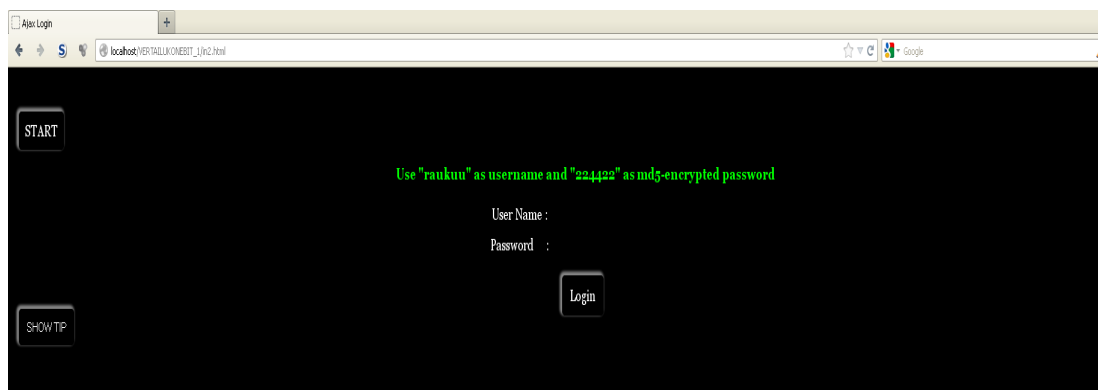 Ajax Login
+
localhost/VERTAILUKONEBIT_1/in2.html
Google
START
Use "raukuu" as username and "224422" as md5-encrypted password
User Name :
Password :
Login
SHOW TIP